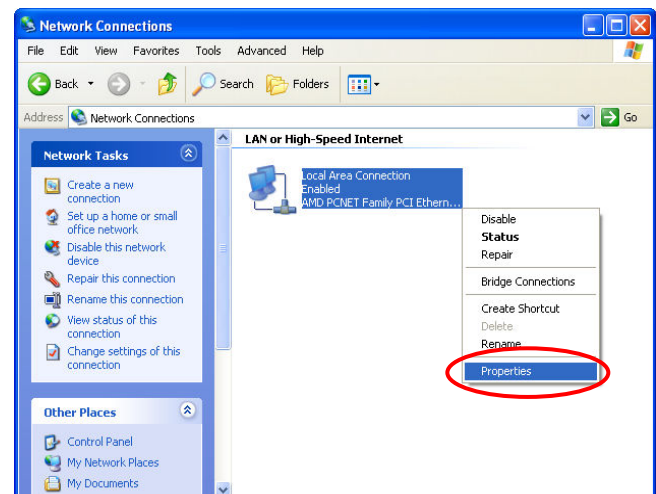 Network Connections
File Edit View Favorites Tools Advanced Help
Back Search Folders
Address Network Connections Go
Network Tasks
Create a new
connection
Set up a home or small
office network
Disable this network
device
Repair this connection
Rename this connection
View status of this
connection
Change settings of this
connection
Other Places
Control Panel
My Network Places
My Documents
LAN or High-Speed Internet
Local Area Connection
Enabled
AMD PCNET Family PCI Ethern...
Disable
Status
Repair
Bridge Connections
Create Shortcut
Delete
Rename
Properties